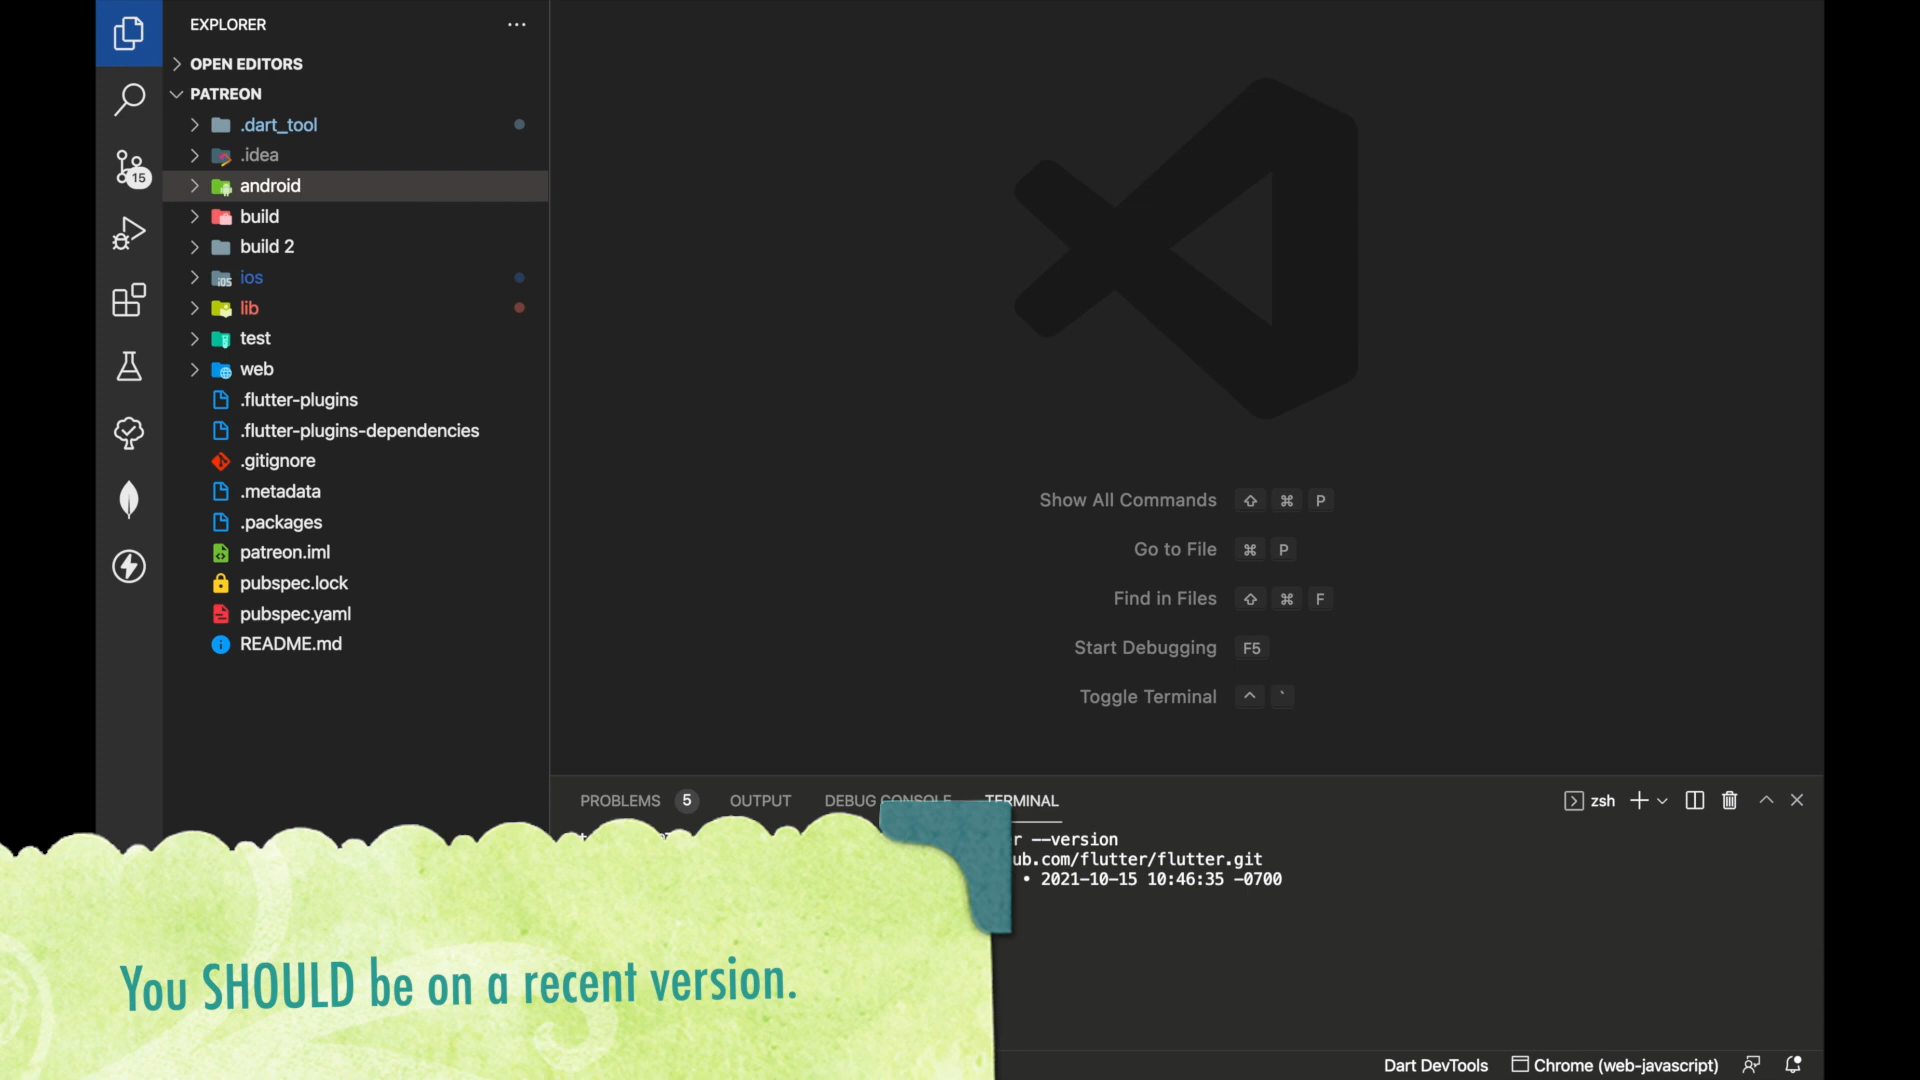 EXPLORER
OPEN EDITORS
PATREON
.dart_tool
.idea
android
build
build 2
ios
lib
test
web
.flutter-plugins
.flutter-plugins-dependencies
.gitignore
.metadata
.packages
patreon.iml
pubspec.lock
pubspec.yaml
README.md
15
Show All Commands ⇧ ⌘ P
Go to File ⌘ P
Find in Files ⇧ ⌘ F
Start Debugging F5
Toggle Terminal ^ `
PROBLEMS 5 OUTPUT DEBUG CONSOLE TERMINAL zsh
r --version
ub.com/flutter/flutter.git
• 2021-10-15 10:46:35 -0700
You SHOULD be on a recent version.
Dart DevTools Chrome (web-javascript)